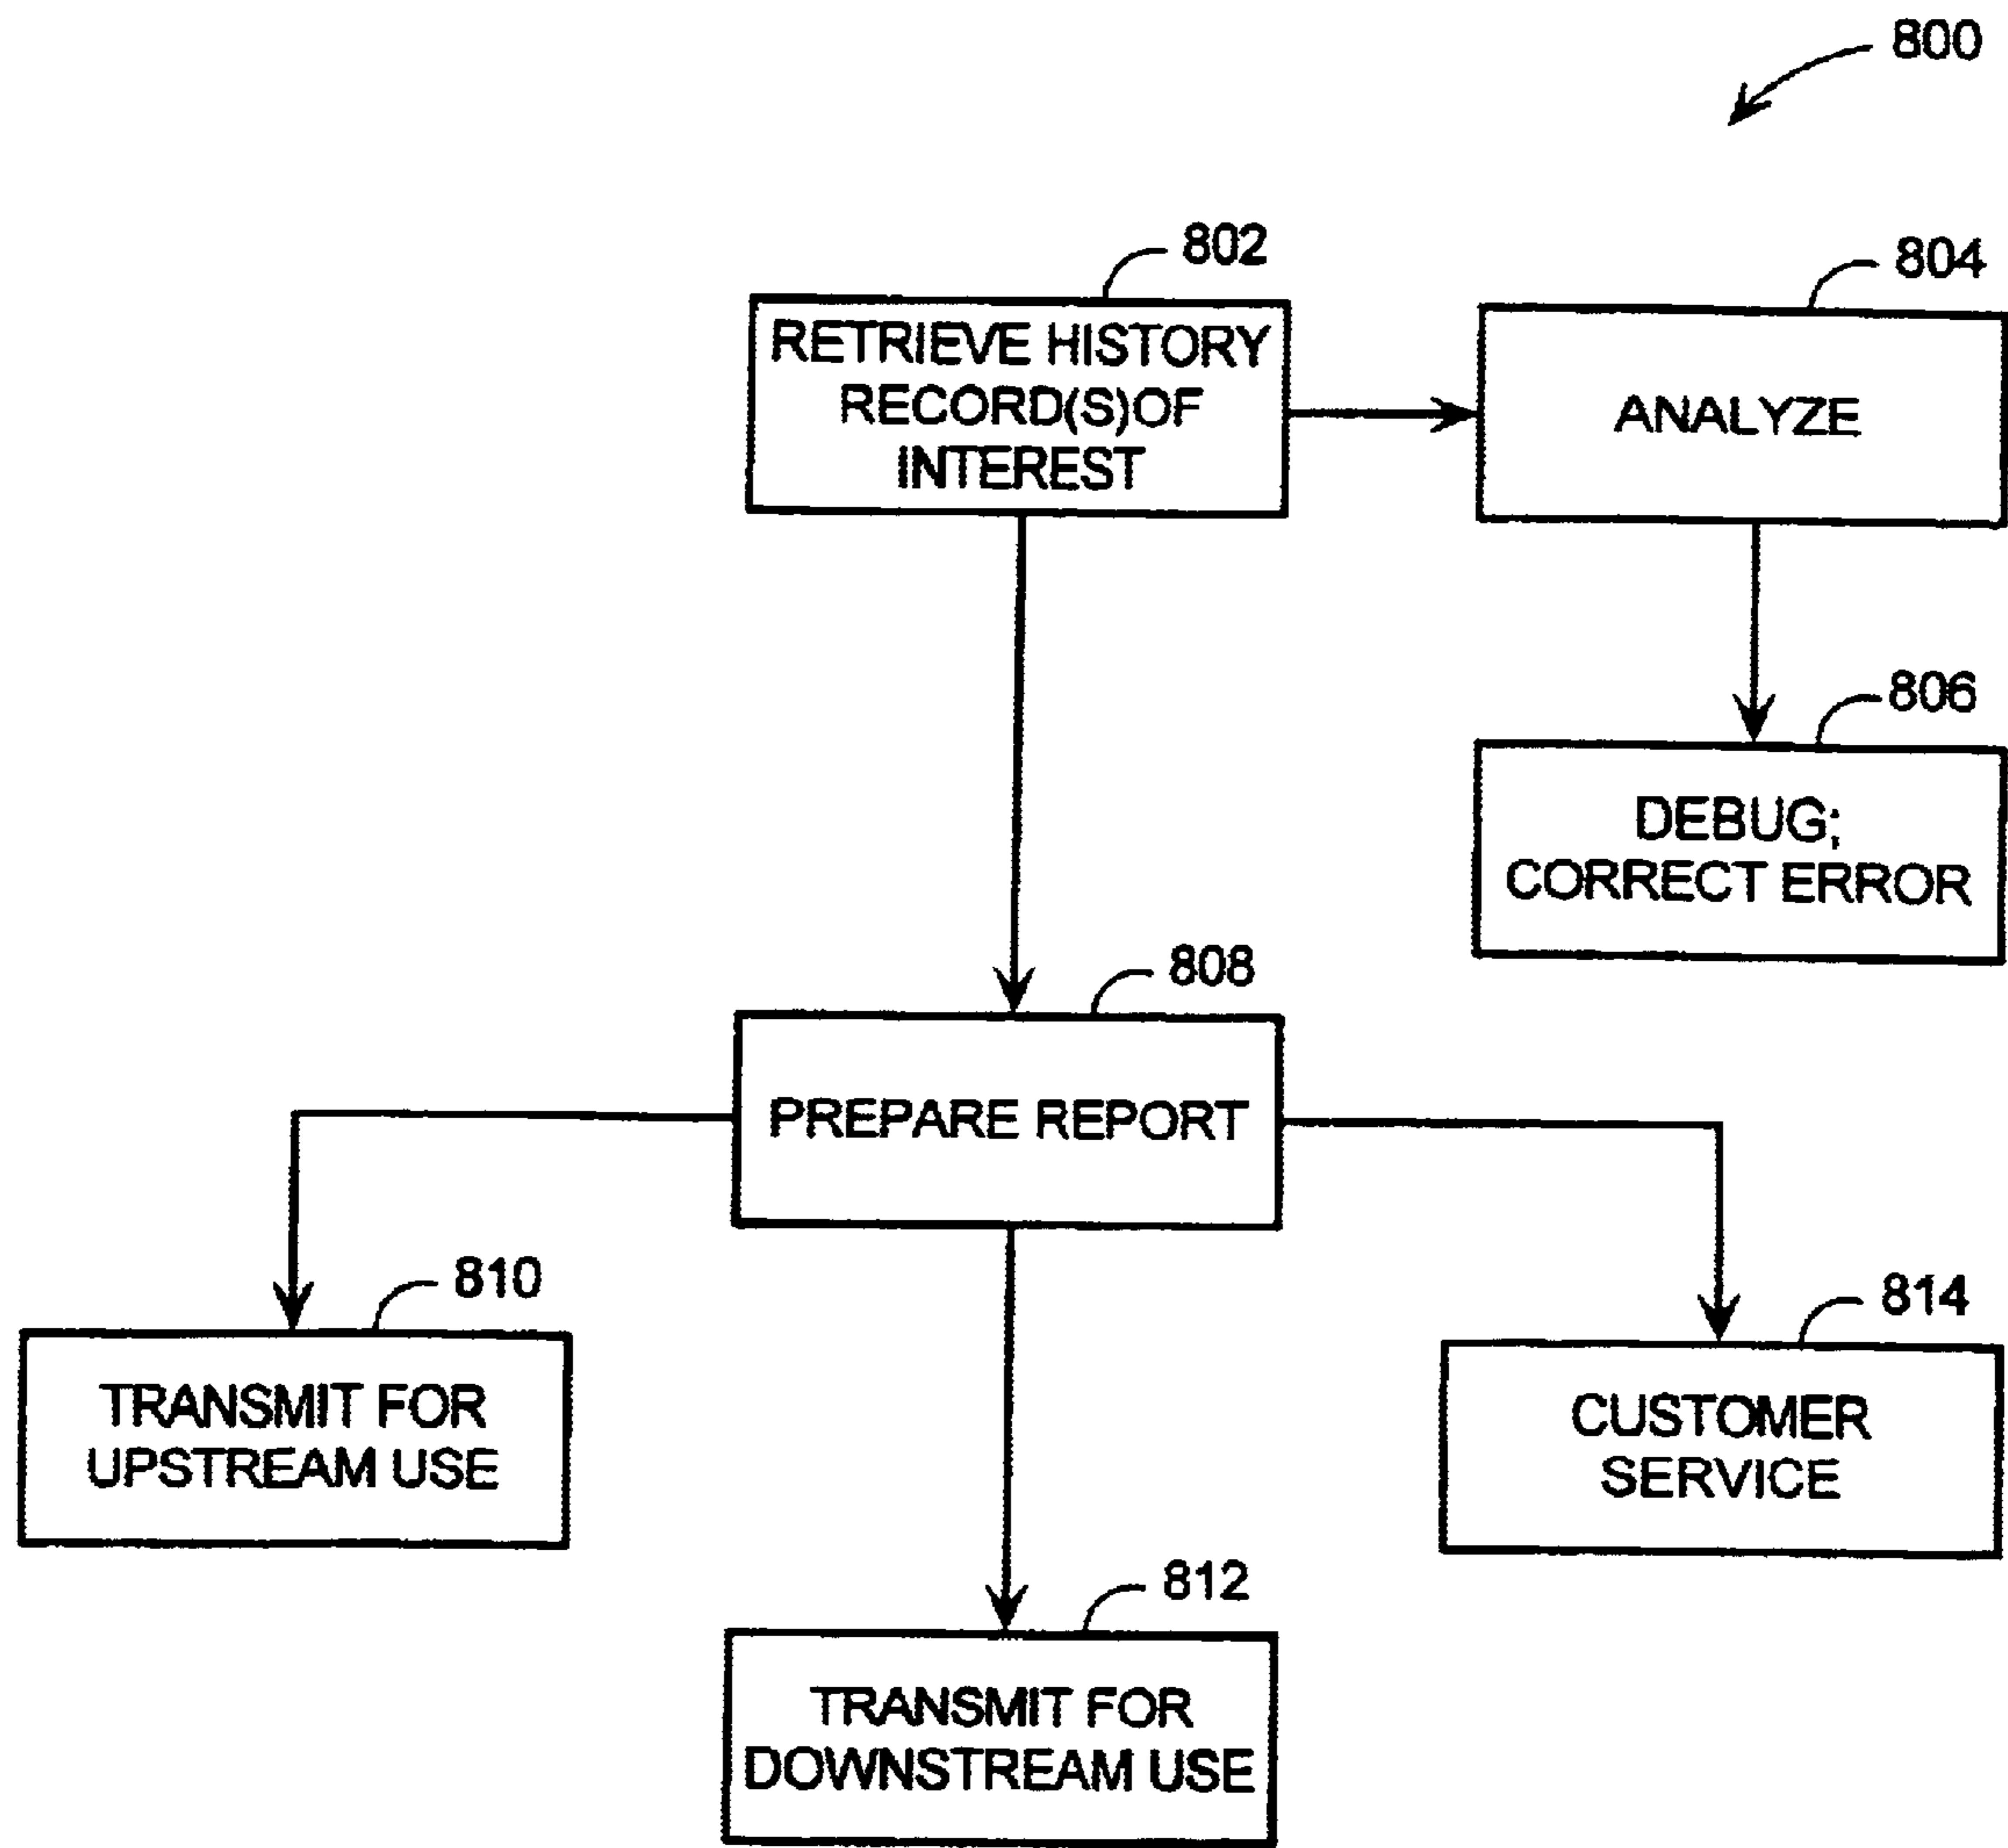 800
802
RETRIEVE HISTORY
RECORD(S)OF
INTEREST
804
ANALYZE
806
DEBUG;
CORRECT ERROR
808
PREPARE REPORT
810
TRANSMIT FOR
UPSTREAM USE
814
CUSTOMER
SERVICE
812
TRANSMIT FOR
DOWNSTREAM USE